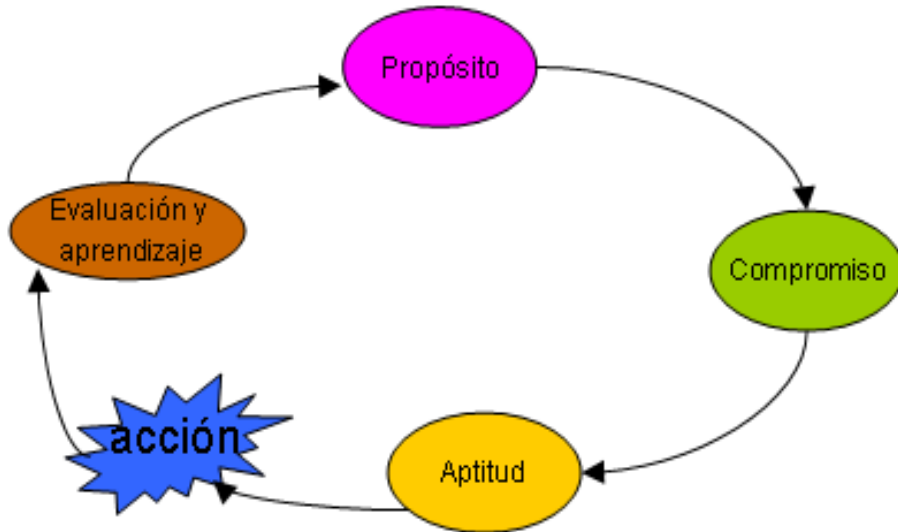 Propósito
Compromiso
Aptitud
acción
Evaluación y
aprendizaje